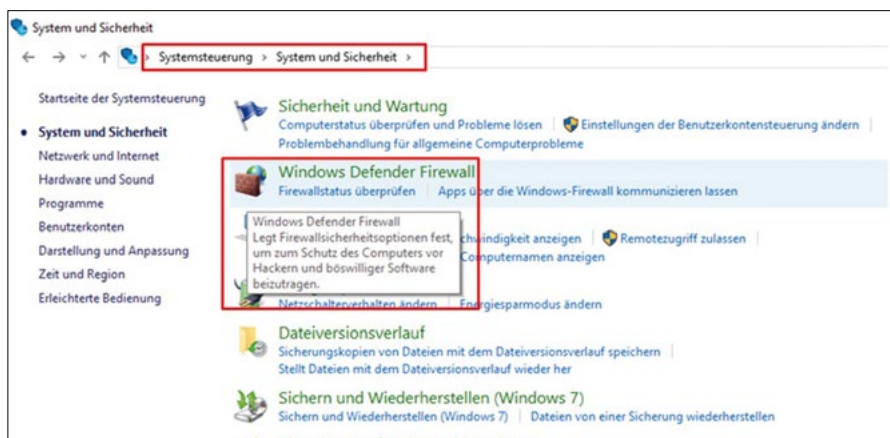 System und Sicherheit
Systemsteuerung > System und Sicherheit >
Startseite der Systemsteuerung
System und Sicherheit
Netzwerk und Internet
Hardware und Sound
Programme
Benutzerkonten
Darstellung und Anpassung
Zeit und Region
Erleichterte Bedienung
Sicherheit und Wartung
Computerstatus überprüfen und Probleme lösen | Einstellungen der Benutzerkontensteuerung ändern |
Problembehandlung für allgemeine Computerprobleme
Windows Defender Firewall
Firewallstatus überprüfen | Apps über die Windows-Firewall kommunizieren lassen
Windows Defender Firewall
Legt Firewallsicherheitsoptionen fest,
um zum Schutz des Computers vor
Hackern und böswilliger Software
beizutragen.
chwindigkeit anzeigen | Remotezugriff zulassen |
Computernamen anzeigen
Netzschalterverhalten ändern | Energiesparmodus ändern
Dateiversionsverlauf
Sicherungskopien von Dateien mit dem Dateiversionsverlauf speichern |
Stellt Dateien mit dem Dateiversionsverlauf wieder her
Sichern und Wiederherstellen (Windows 7)
Sichern und Wiederherstellen (Windows 7) | Dateien von einer Sicherung wiederherstellen